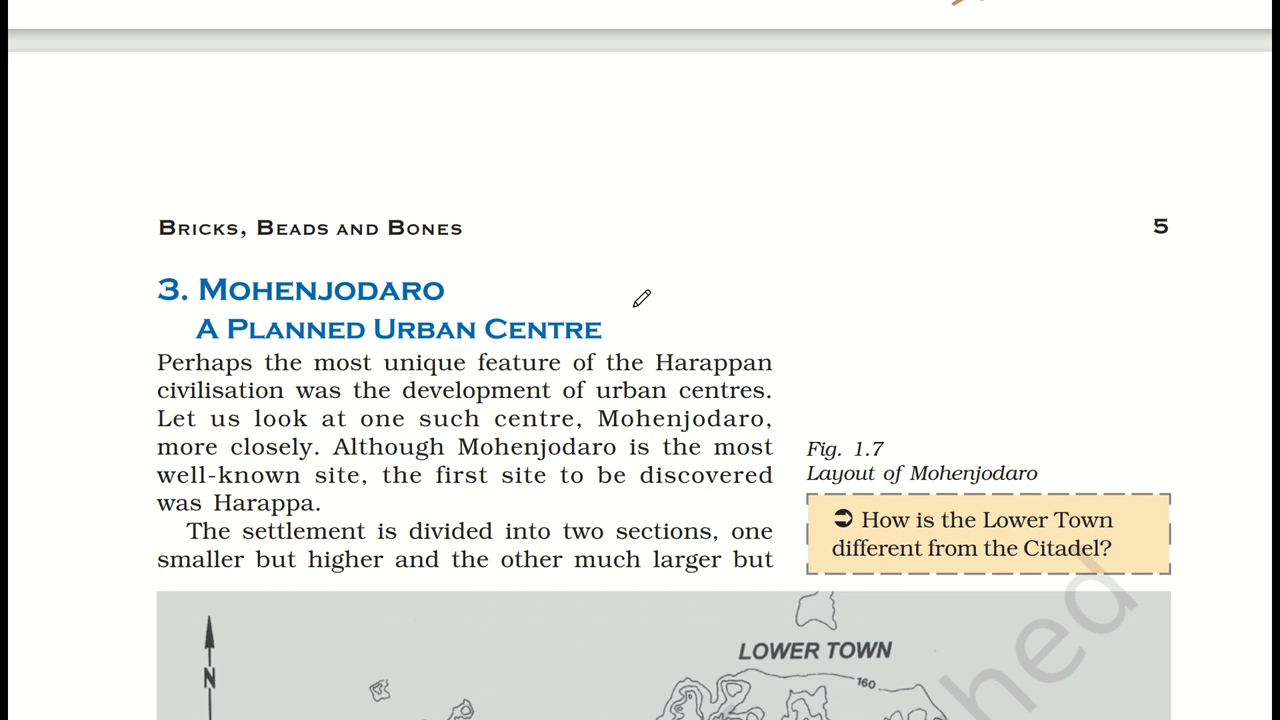 BRICKS, BEADS AND BONES
5
3. MOHENJODARO
A PLANNED URBAN CENTRE
Perhaps the most unique feature of the Harappan
civilisation was the development of urban centres.
Let us look at one such centre, Mohenjodaro,
more closely. Although Mohenjodaro is the most
well-known site, the first site to be discovered
was Harappa.
The settlement is divided into two sections, one
smaller but higher and the other much larger but
Fig. 1.7
Layout of Mohenjodaro
➲ How is the Lower Town
different from the Citadel?
LOWER TOWN
160
N
hed